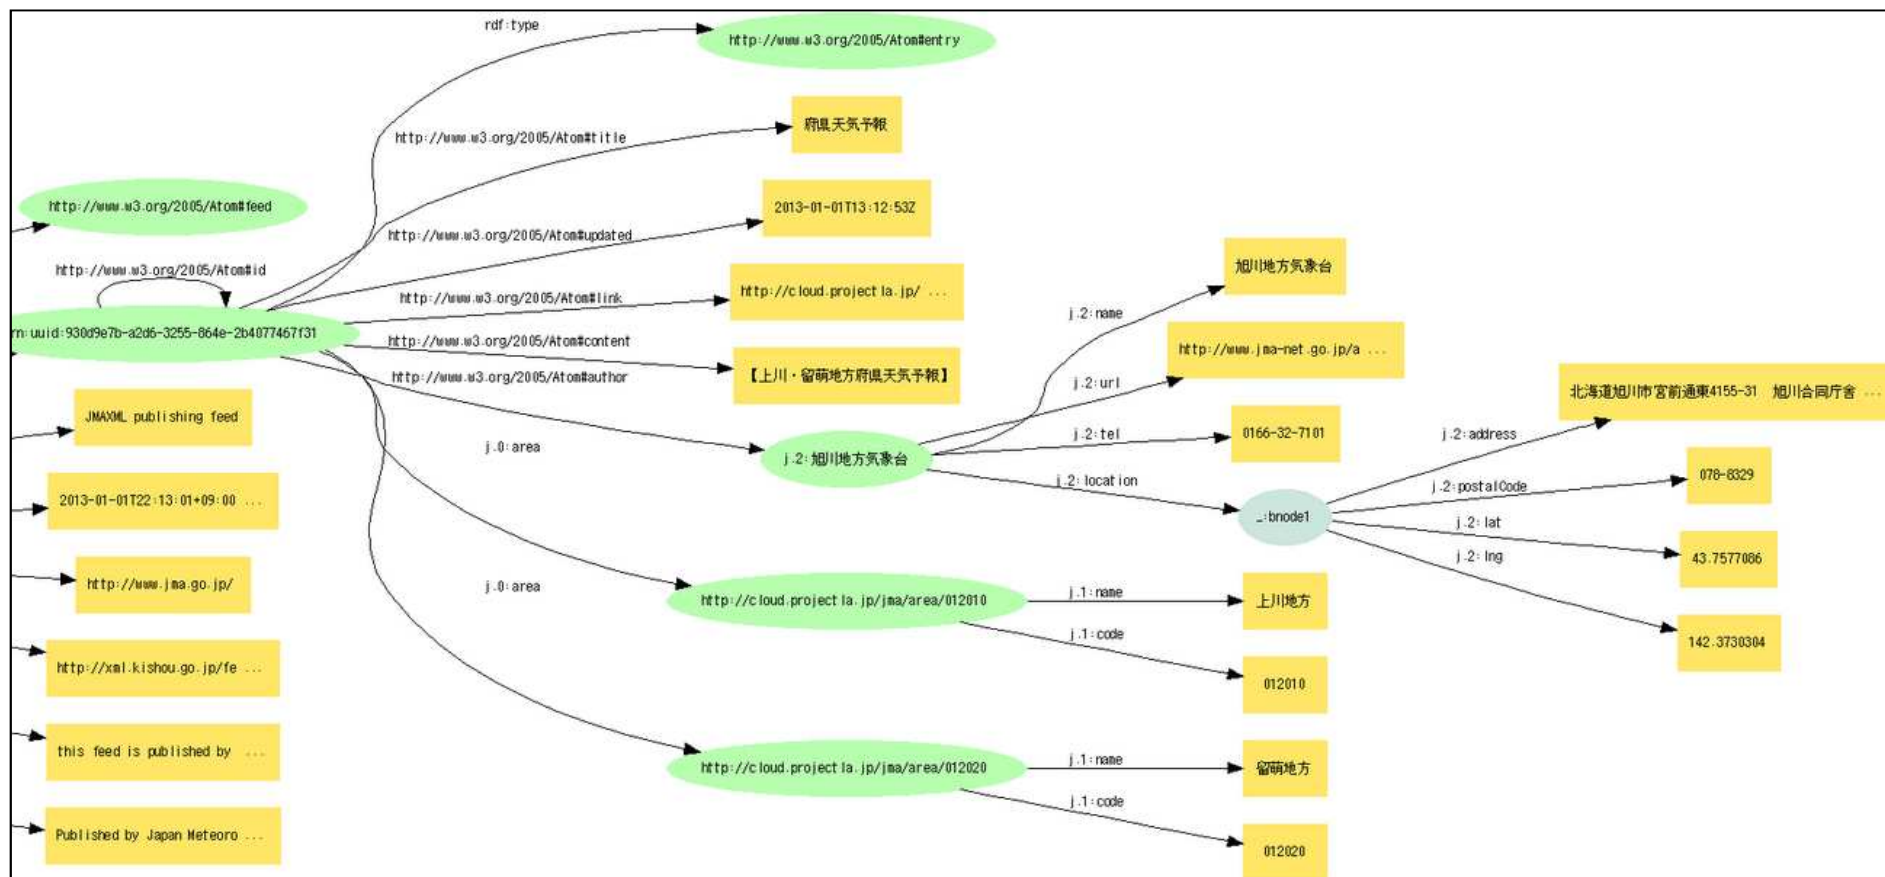 rdf:type
http://www.w3.org/2005/Atom#entry
http://www.w3.org/2005/Atom#title
府県天気予報
http://www.w3.org/2005/Atom#feed
2013-01-01T13:12:53Z
http://www.w3.org/2005/Atom#updated
http://www.w3.org/2005/Atom#id
http://www.w3.org/2005/Atom#link
http://cloud.projectla.jp/ ...
rn:uuid:930d9e7b-a2d6-3255-864e-2b4077467f31
http://www.w3.org/2005/Atom#content
【上川・留萌地方府県天気予報】
http://www.w3.org/2005/Atom#author
旭川地方気象台
j.2:name
http://www.jma-net.go.jp/a ...
j.2:url
j.2:旭川地方気象台
j.2:tel
0166-32-7101
j.2:location
_:bnode1
北海道旭川市宮前通東4155-31　旭川合同庁舎 ...
j.2:address
j.2:postalCode
078-8329
j.2:lat
43.7577086
j.2:lng
142.3730304
JMAXML publishing feed
j.0:area
2013-01-01T22:13:01+09:00 ...
http://www.jma.go.jp/
j.0:area
http://cloud.projectla.jp/jma/area/012010
j.1:name
上川地方
j.1:code
012010
http://xml.kishou.go.jp/fe ...
this feed is published by ...
http://cloud.projectla.jp/jma/area/012020
j.1:name
留萌地方
j.1:code
012020
Published by Japan Meteoro ...